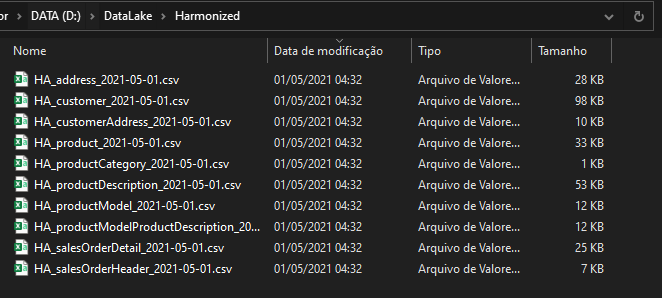 or > DATA (D:) > DataLake > Harmonized
Nome Data de modificação Tipo Tamanho
HA_address_2021-05-01.csv 01/05/2021 04:32 Arquivo de Valore... 28 KB
HA_customer_2021-05-01.csv 01/05/2021 04:32 Arquivo de Valore... 98 KB
HA_customerAddress_2021-05-01.csv 01/05/2021 04:32 Arquivo de Valore... 10 KB
HA_product_2021-05-01.csv 01/05/2021 04:32 Arquivo de Valore... 33 KB
HA_productCategory_2021-05-01.csv 01/05/2021 04:32 Arquivo de Valore... 1 KB
HA_productDescription_2021-05-01.csv 01/05/2021 04:32 Arquivo de Valore... 53 KB
HA_productModel_2021-05-01.csv 01/05/2021 04:32 Arquivo de Valore... 12 KB
HA_productModelProductDescription_20... 01/05/2021 04:32 Arquivo de Valore... 12 KB
HA_salesOrderDetail_2021-05-01.csv 01/05/2021 04:32 Arquivo de Valore... 25 KB
HA_salesOrderHeader_2021-05-01.csv 01/05/2021 04:32 Arquivo de Valore... 7 KB